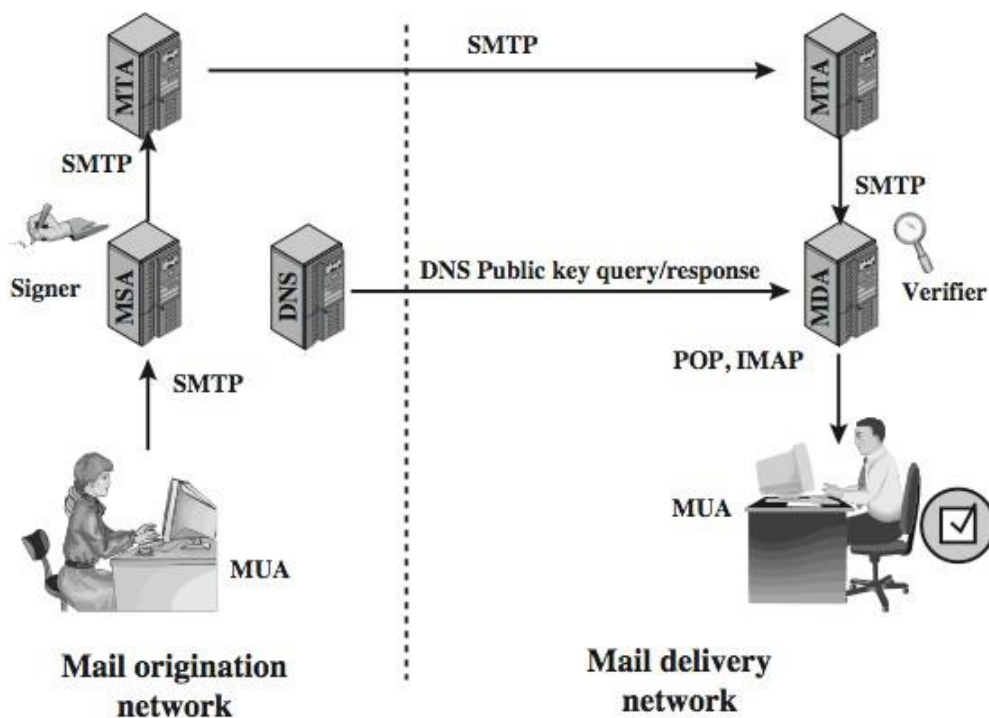 SMTP
MTA
MTA
SMTP
SMTP
Signer
MSA
DNS
DNS Public key query/response
MDA
Verifier
POP, IMAP
SMTP
MUA
MUA
Mail origination
network
Mail delivery
network